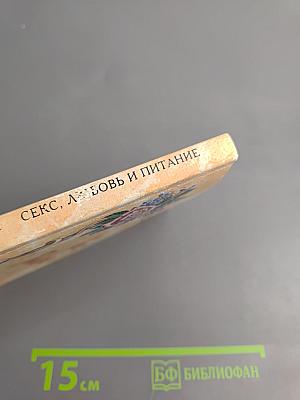 СЕКС, ЛЮБОВЬ И ПИТАНИЕ
15 см
БФ БИБЛИОФАН